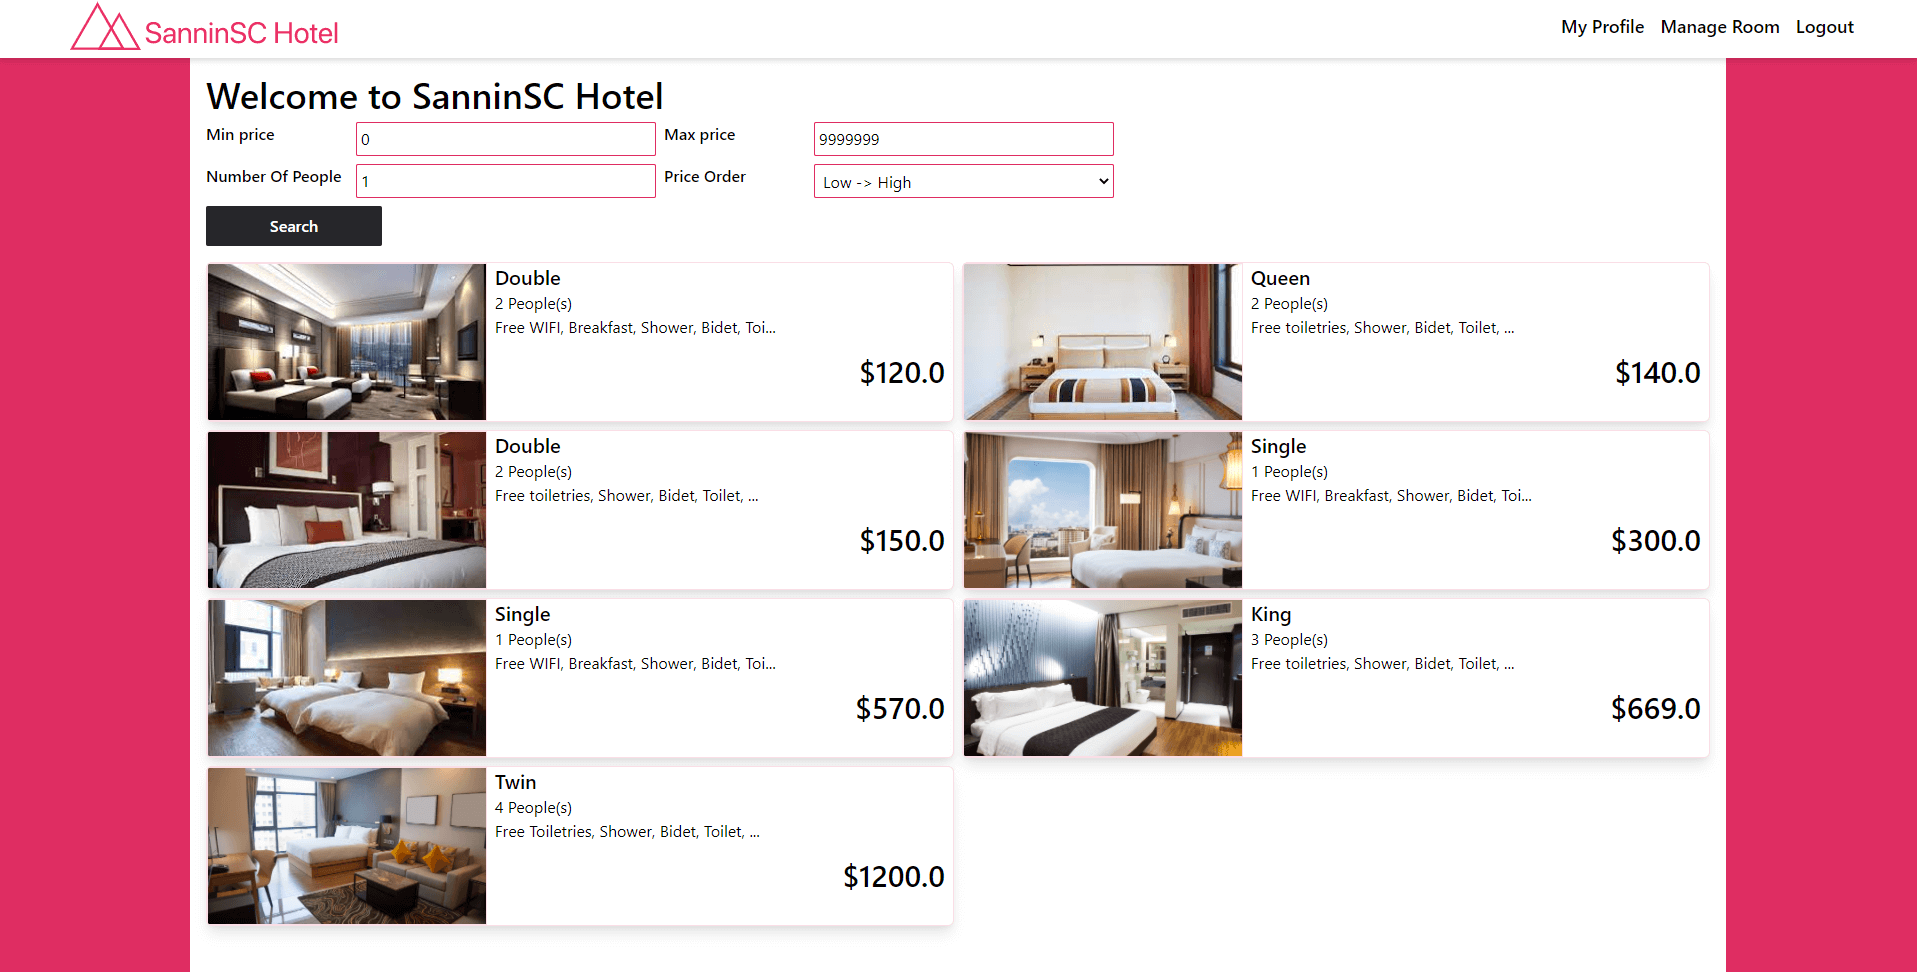 SanninSC Hotel
My Profile Manage Room Logout
Welcome to SanninSC Hotel
Min price 0 Max price 9999999
Number Of People 1 Price Order Low -> High
Search
Double
2 People(s)
Free WIFI, Breakfast, Shower, Bidet, Toi...
$120.0
Queen
2 People(s)
Free toiletries, Shower, Bidet, Toilet, ...
$140.0
Double
2 People(s)
Free toiletries, Shower, Bidet, Toilet, ...
$150.0
Single
1 People(s)
Free WIFI, Breakfast, Shower, Bidet, Toi...
$300.0
Single
1 People(s)
Free WIFI, Breakfast, Shower, Bidet, Toi...
$570.0
King
3 People(s)
Free toiletries, Shower, Bidet, Toilet, ...
$669.0
Twin
4 People(s)
Free Toiletries, Shower, Bidet, Toilet, ...
$1200.0